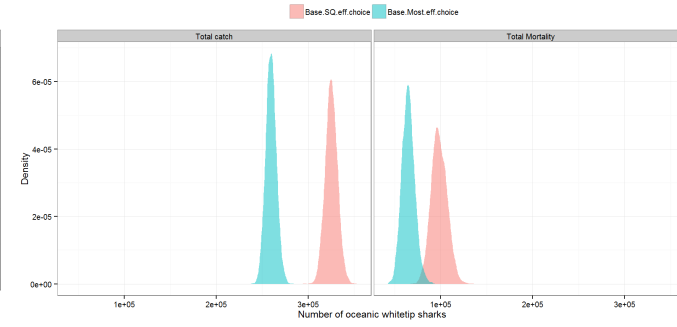 Base.SQ.eff.choice Base.Most.eff.choice
Total catch Total Mortality
6e-05
4e-05
2e-05
0e+00
Density
1e+05 2e+05 3e+05 1e+05 2e+05 3e+05
Number of oceanic whitetip sharks